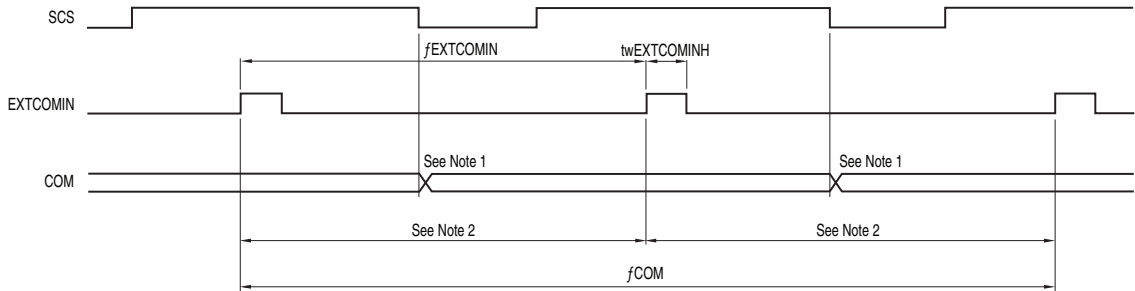 SCS
ƒEXTCOMIN
twEXTCOMINH
EXTCOMIN
See Note 1
See Note 1
COM
See Note 2
See Note 2
ƒCOM